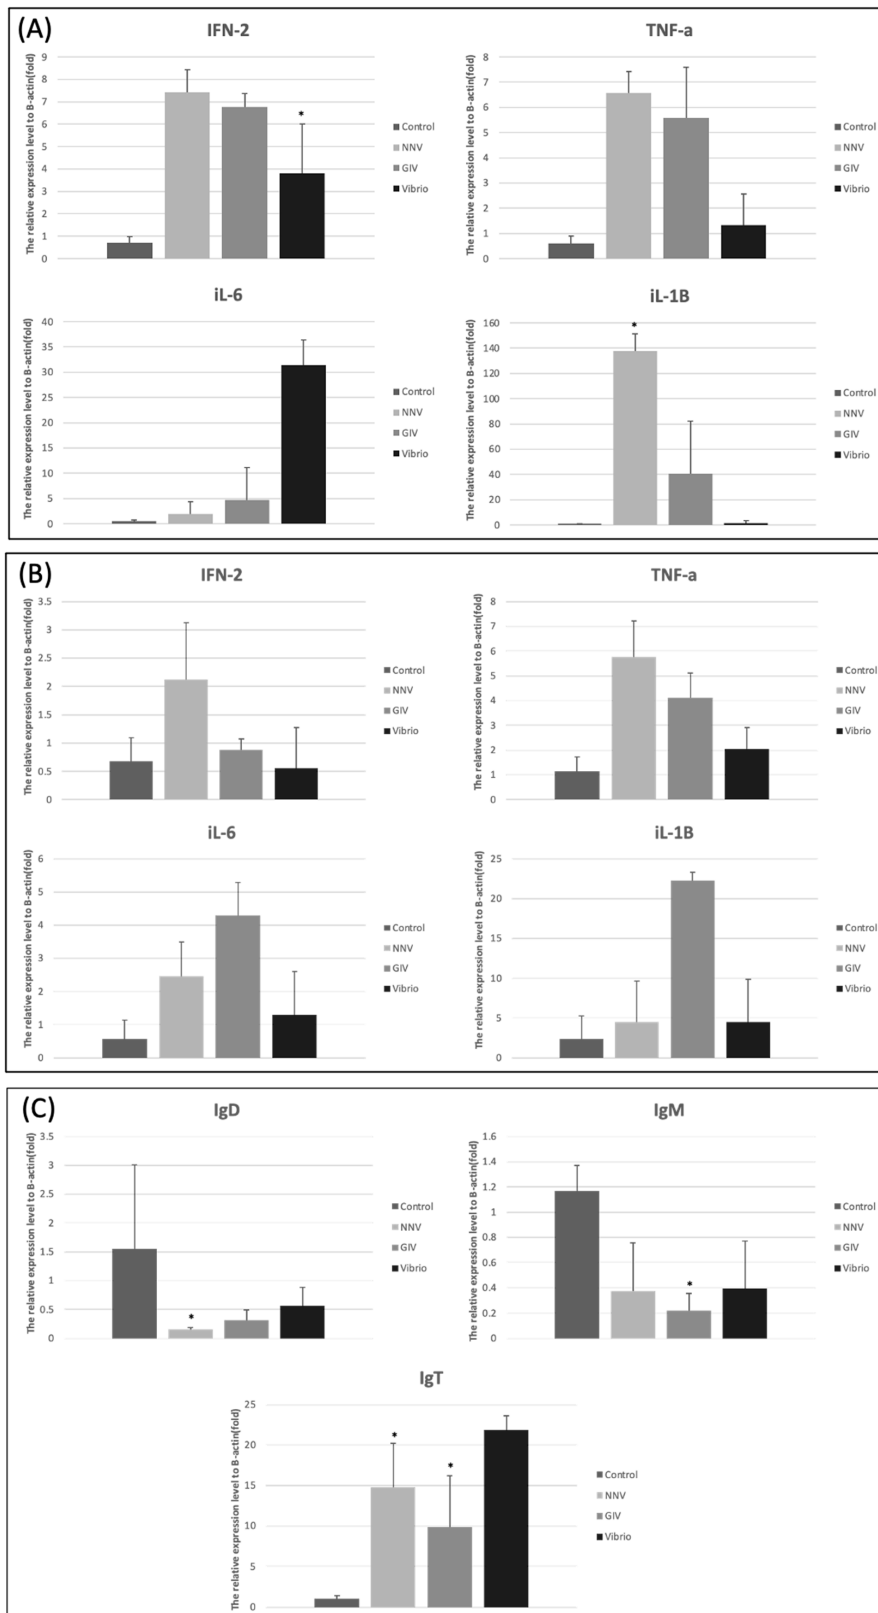 (A)
IFN-2
The relative expression level to B-actin(fold)
9
8
7
6
5
4
3
2
1
0
*
Control
NNV
GIV
Vibrio
TNF-a
The relative expression level to B-actin(fold)
8
7
6
5
4
3
2
1
0
Control
NNV
GIV
Vibrio
iL-6
The relative expression level to B-actin(fold)
40
35
30
25
20
15
10
5
0
Control
NNV
GIV
Vibrio
iL-1B
The relative expression level to B-actin(fold)
160
140
120
100
80
60
40
20
0
*
Control
NNV
GIV
Vibrio
(B)
IFN-2
The relative expression level to B-actin(fold)
3.5
3
2.5
2
1.5
1
0.5
0
Control
NNV
GIV
Vibrio
TNF-a
The relative expression level to B-actin(fold)
8
7
6
5
4
3
2
1
0
Control
NNV
GIV
Vibrio
iL-6
The relative expression level to B-actin(fold)
6
5
4
3
2
1
0
Control
NNV
GIV
Vibrio
iL-1B
The relative expression level to B-actin(fold)
25
20
15
10
5
0
Control
NNV
GIV
Vibrio
(C)
IgD
The relative expression level to B-actin(fold)
3.5
3
2.5
2
1.5
1
0.5
0
*
Control
NNV
GIV
Vibrio
IgM
The relative expression level to B-actin(fold)
1.6
1.4
1.2
1
0.8
0.6
0.4
0.2
0
*
Control
NNV
GIV
Vibrio
IgT
The relative expression level to B-actin(fold)
25
20
15
10
5
0
*
*
Control
NNV
GIV
Vibrio